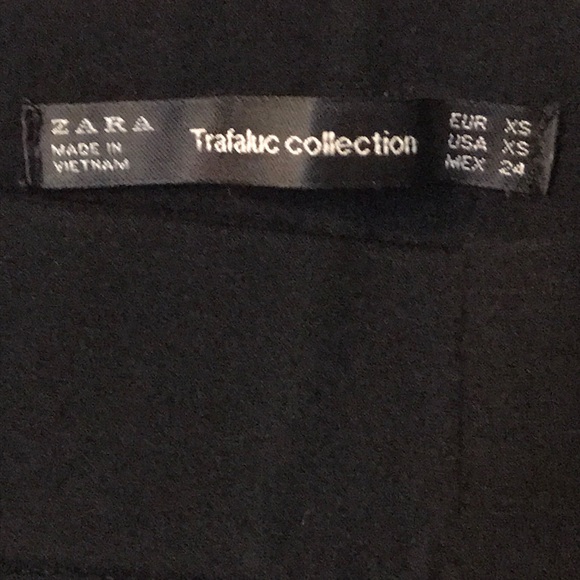 ZARA
MADE IN
VIETNAM
Trafaluc collection
EUR XS
USA XS
MEX 24